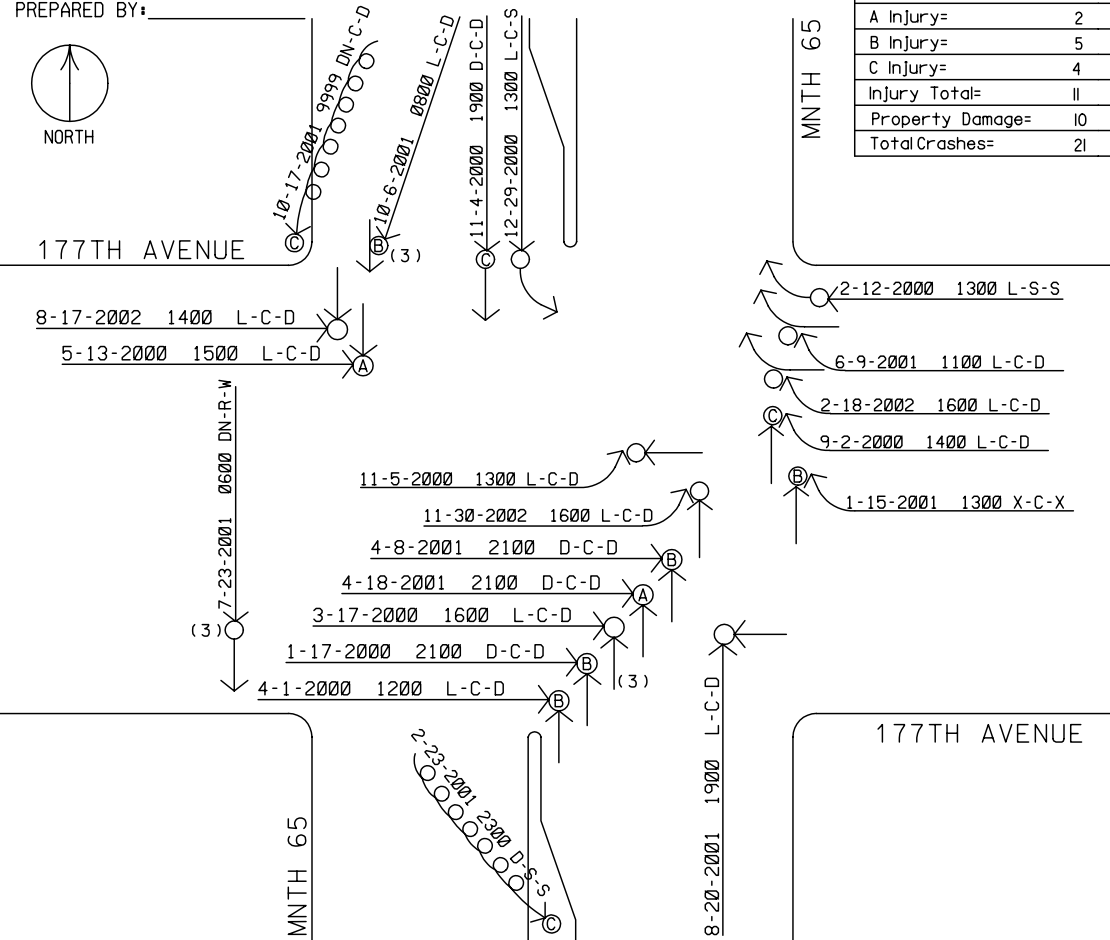 PREPARED BY:
NORTH
10-17-2001 9999 DN-C-D
10-6-2001 0800 L-C-D
11-4-2000 1900 D-C-D
12-29-2000 1300 L-C-S
MNTH 65
A Injury= 2
B Injury= 5
C Injury= 4
Injury Total= 11
Property Damage= 10
Total Crashes= 21
C
B
(3)
C
177TH AVENUE
8-17-2002 1400 L-C-D
5-13-2000 1500 L-C-D
A
2-12-2000 1300 L-S-S
6-9-2001 1100 L-C-D
2-18-2002 1600 L-C-D
C
9-2-2000 1400 L-C-D
B
1-15-2001 1300 X-C-X
7-23-2001 0600 DN-R-W
(3)
11-5-2000 1300 L-C-D
11-30-2002 1600 L-C-D
4-8-2001 2100 D-C-D
B
4-18-2001 2100 D-C-D
A
3-17-2000 1600 L-C-D
1-17-2000 2100 D-C-D
B
(3)
4-1-2000 1200 L-C-D
B
177TH AVENUE
2-23-2001 2300 D-S-S
C
8-20-2001 1900 L-C-D
MNTH 65